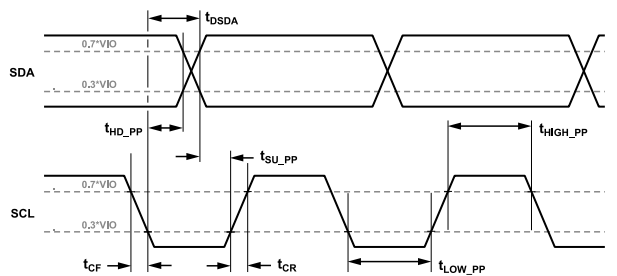 tDSDA
0.7*VIO
SDA
0.3*VIO
tHD_PP
tSU_PP
tHIGH_PP
0.7*VIO
SCL
0.3*VIO
tCF
tCR
tLOW_PP